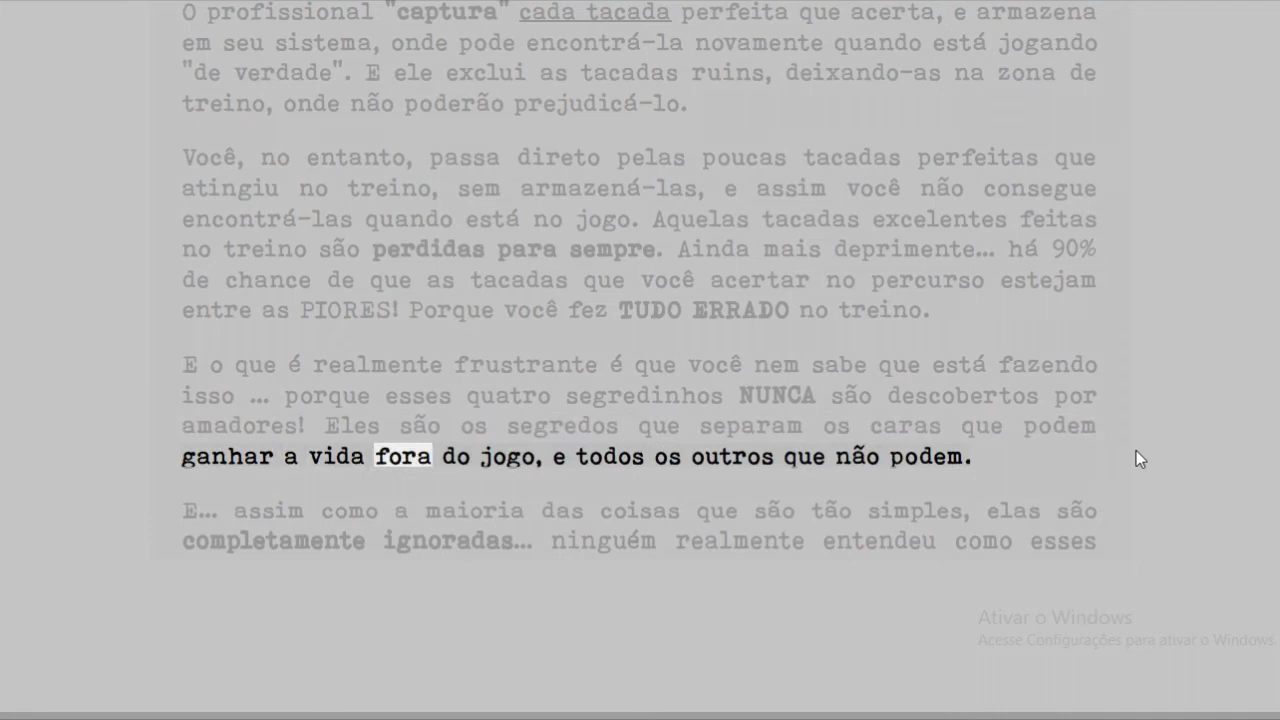 O profissional "captura" cada tacada perfeita que acerta, e armazena
em seu sistema, onde pode encontrá-la novamente quando está jogando
"de verdade". E ele exclui as tacadas ruins, deixando-as na zona de
treino, onde não poderão prejudicá-lo.
Você, no entanto, passa direto pelas poucas tacadas perfeitas que
atingiu no treino, sem armazená-las, e assim você não consegue
encontrá-las quando está no jogo. Aquelas tacadas excelentes feitas
no treino são perdidas para sempre. Ainda mais deprimente... há 90%
de chance de que as tacadas que você acertar no percurso estejam
entre as PIORES! Porque você fez TUDO ERRADO no treino.
E o que é realmente frustrante é que você nem sabe que está fazendo
isso ... porque esses quatro segredinhos NUNCA são descobertos por
amadores! Eles são os segredos que separam os caras que podem
ganhar a vida fora do jogo, e todos os outros que não podem.
E... assim como a maioria das coisas que são tão simples, elas são
completamente ignoradas... ninguém realmente entendeu como esses
Ativar o Windows
Acesse Configurações para ativar o Windows.